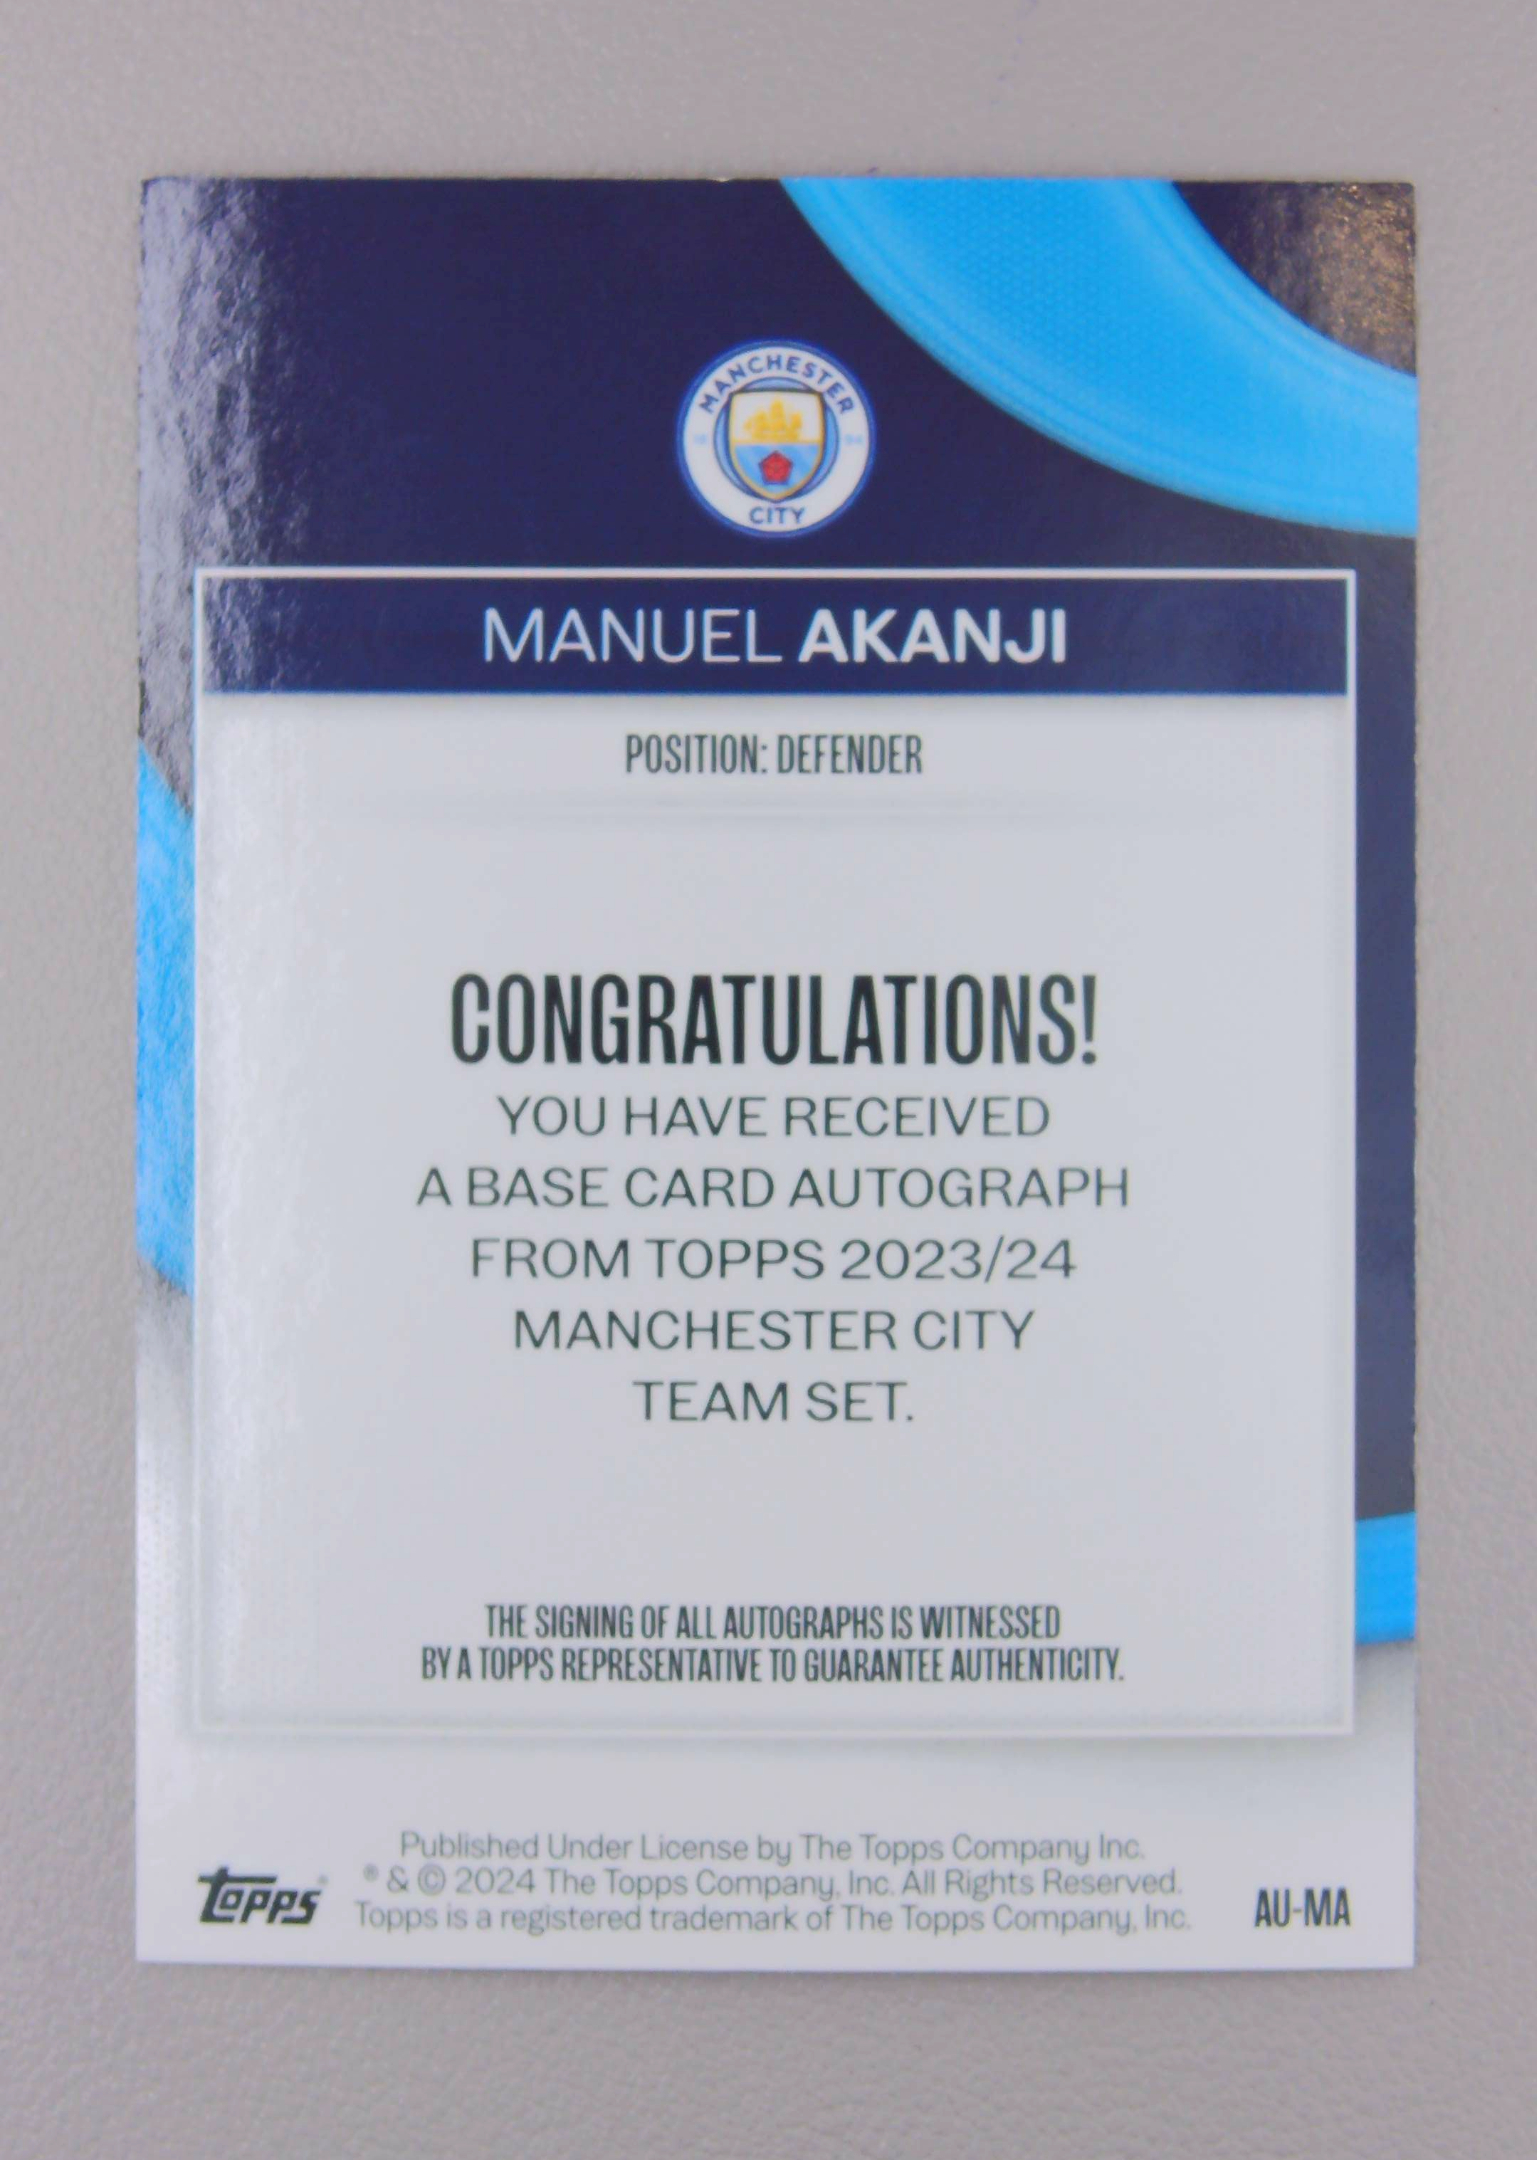 MANCHESTER
18 94
CITY
MANUEL AKANJI
POSITION: DEFENDER
CONGRATULATIONS!
YOU HAVE RECEIVED
A BASE CARD AUTOGRAPH
FROM TOPPS 2023/24
MANCHESTER CITY
TEAM SET.
THE SIGNING OF ALL AUTOGRAPHS IS WITNESSED
BY A TOPPS REPRESENTATIVE TO GUARANTEE AUTHENTICITY.
Published Under License by The Topps Company Inc.
® & © 2024 The Topps Company, Inc. All Rights Reserved.
Topps is a registered trademark of The Topps Company, Inc.
Topps®
AU-MA